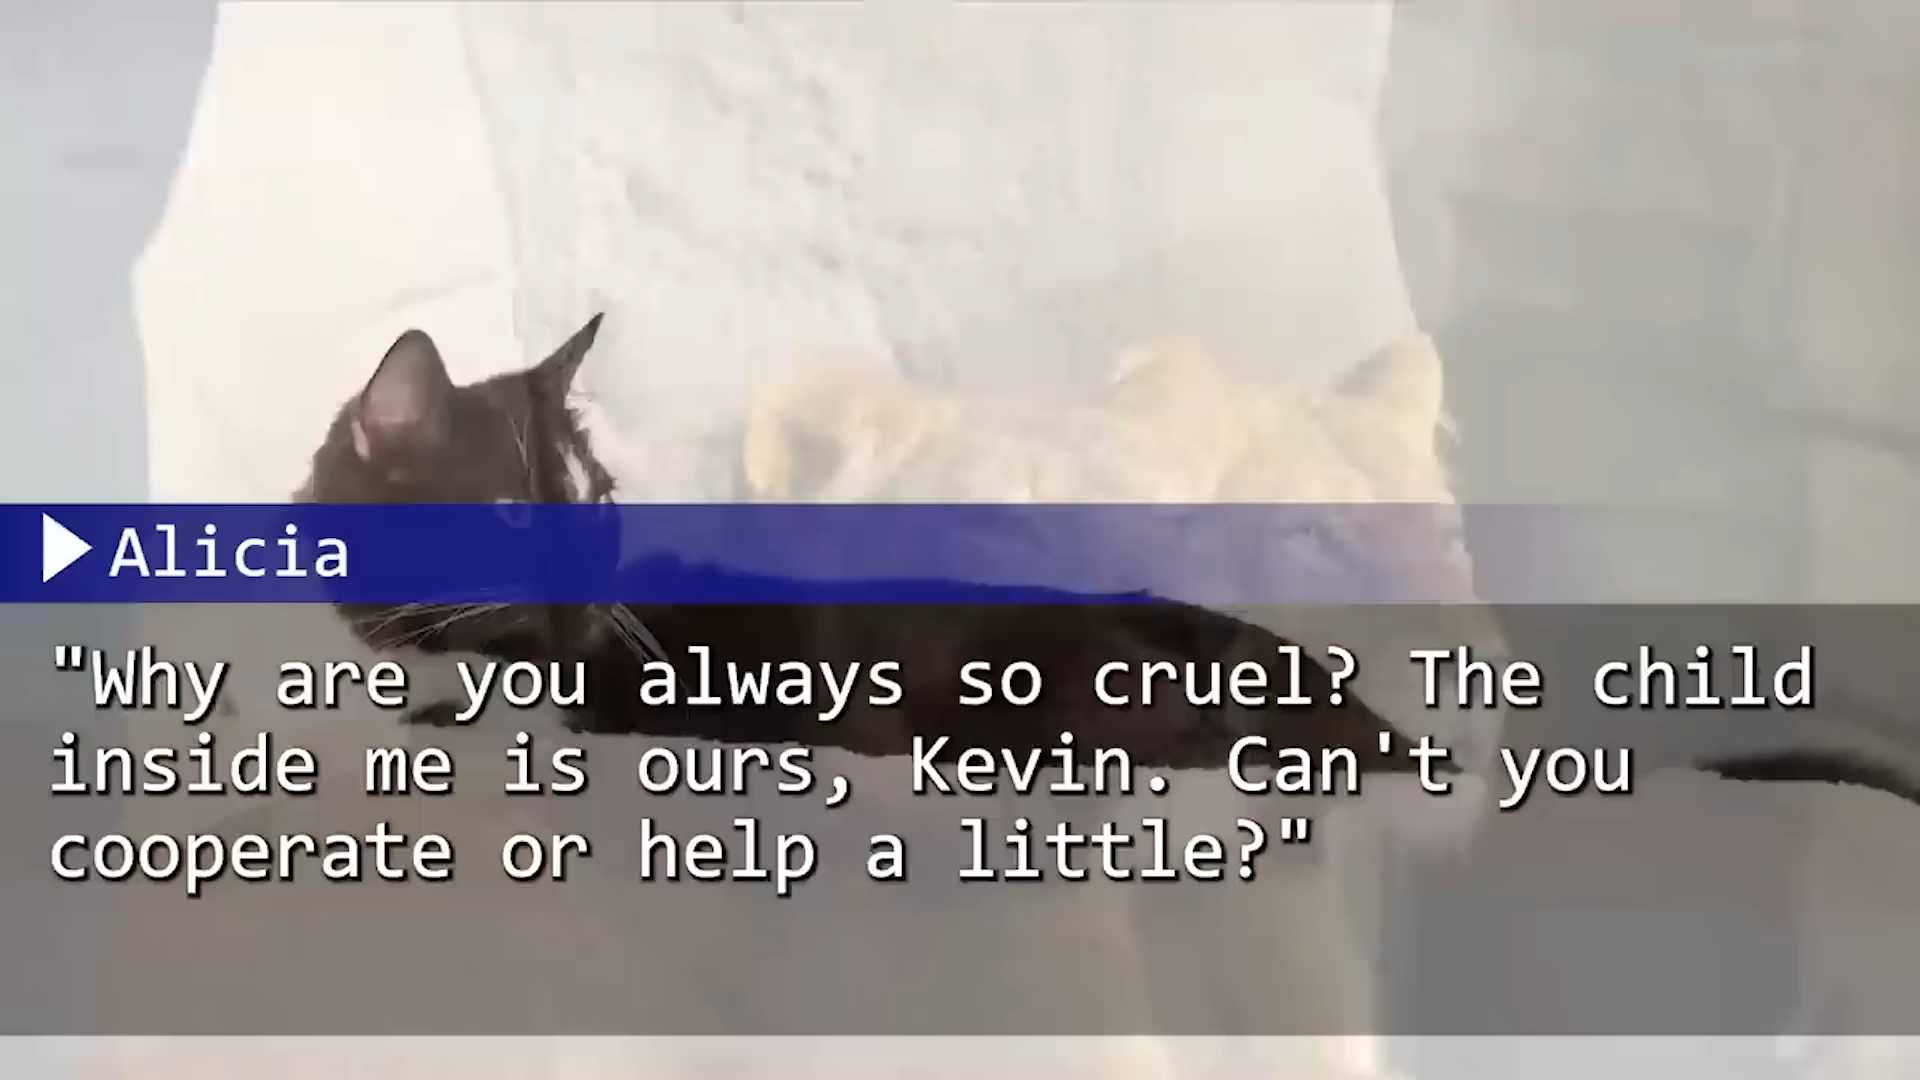 Alicia
"Why are you always so cruel? The child
inside me is ours, Kevin. Can't you
cooperate or help a little?"